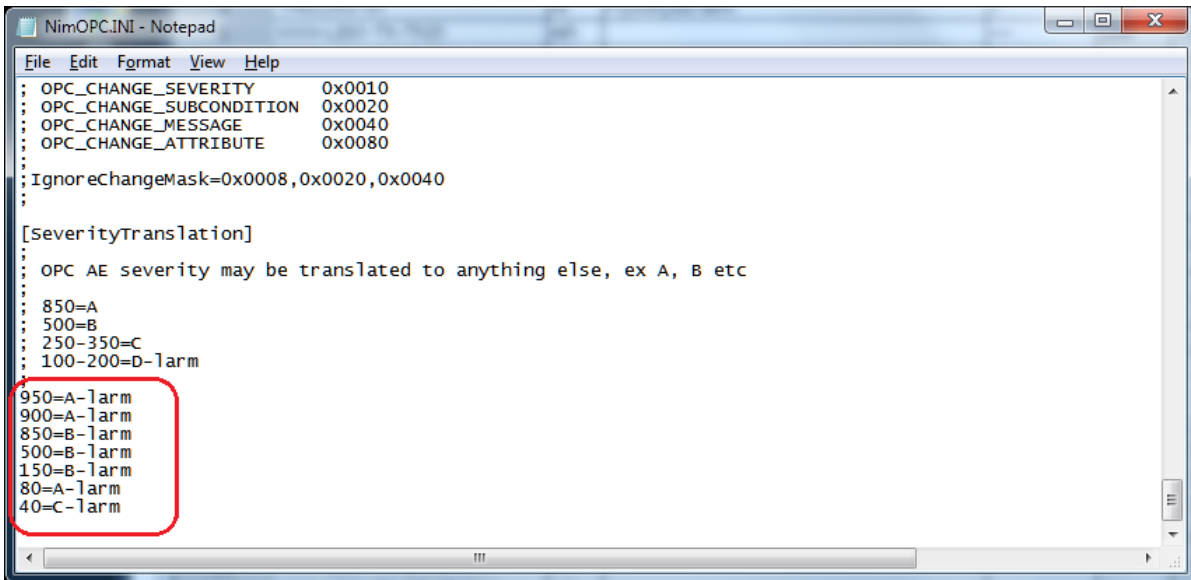 NimOPC.INI - Notepad
File Edit Format View Help
; OPC_CHANGE_SEVERITY 0x0010
; OPC_CHANGE_SUBCONDITION 0x0020
; OPC_CHANGE_MESSAGE 0x0040
; OPC_CHANGE_ATTRIBUTE 0x0080
;
;IgnoreChangeMask=0x0008,0x0020,0x0040
;
[SeverityTranslation]
;
; OPC AE severity may be translated to anything else, ex A, B etc
;
; 850=A
; 500=B
; 250-350=C
; 100-200=D-larm
;
950=A-larm
900=A-larm
850=B-larm
500=B-larm
150=B-larm
80=A-larm
40=C-larm